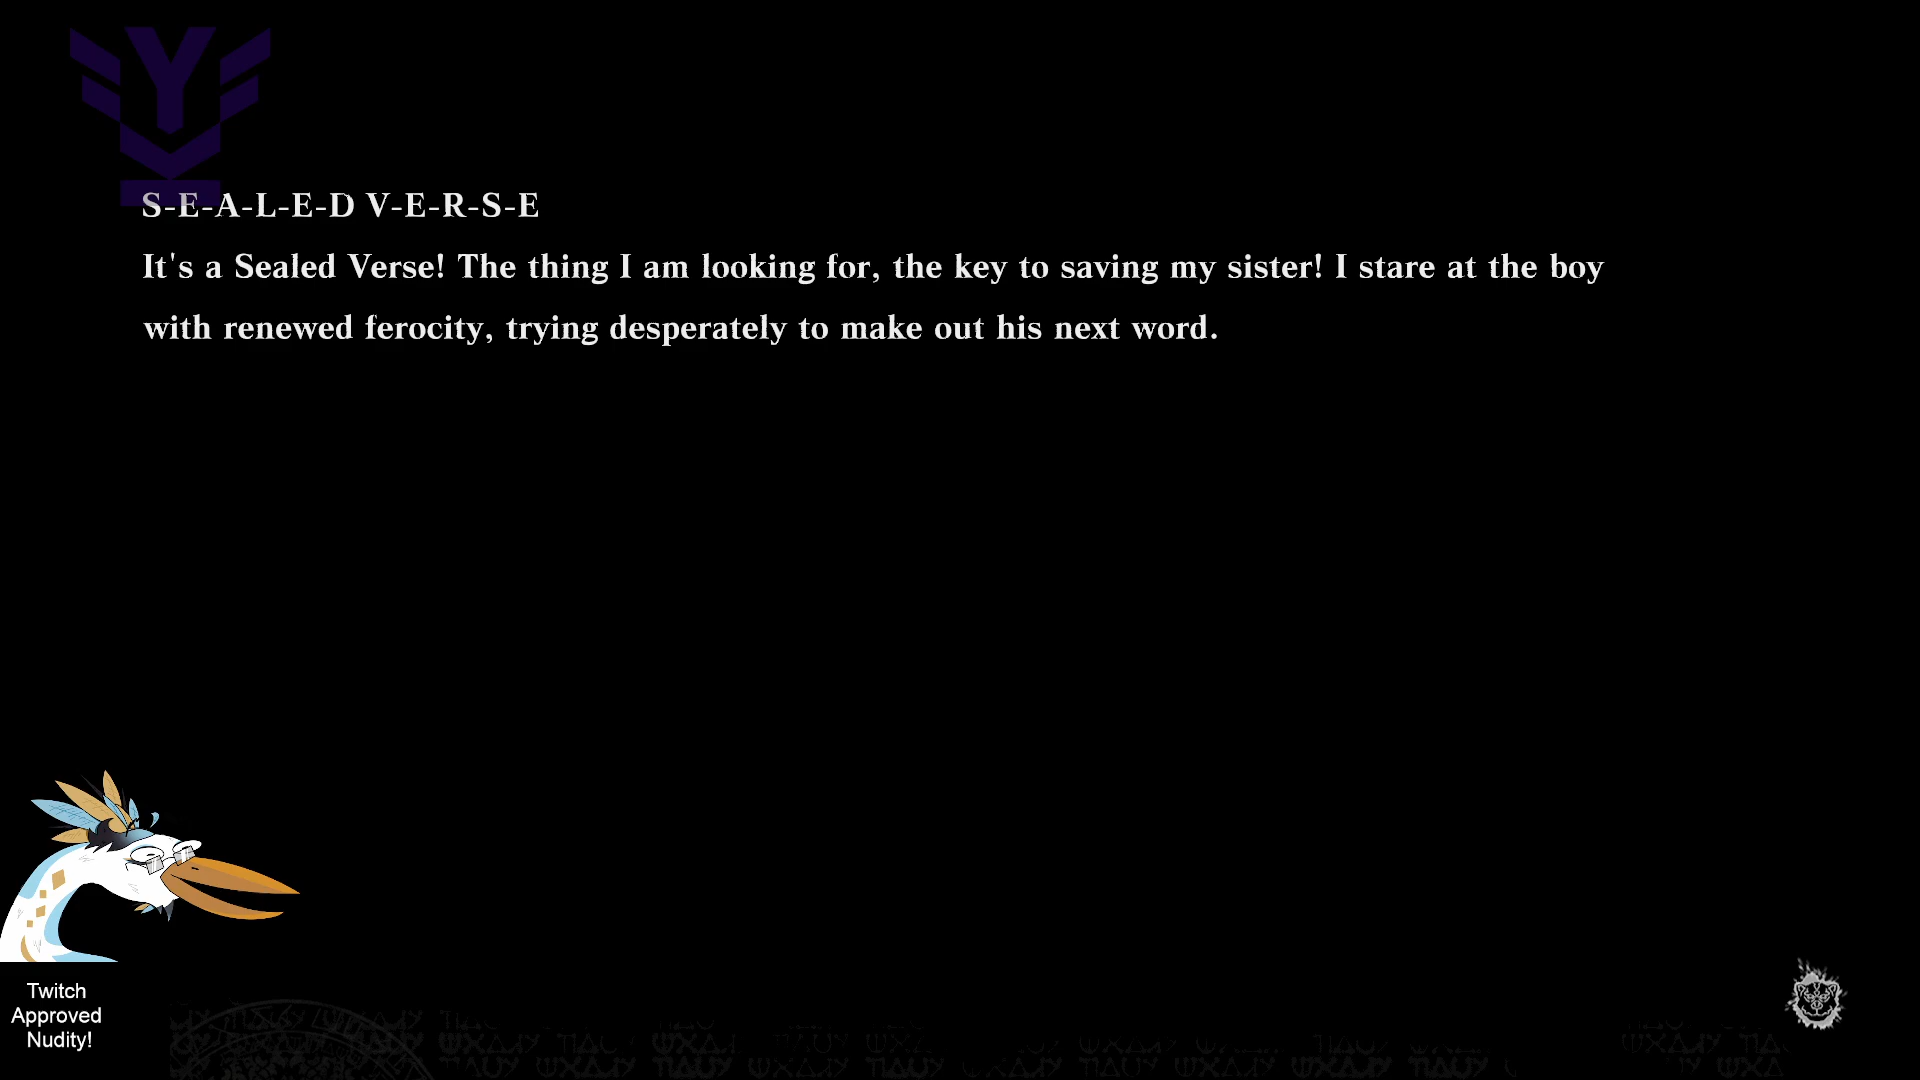 Y
S-E-A-L-E-D V-E-R-S-E
It's a Sealed Verse! The thing I am looking for, the key to saving my sister! I stare at the boy
with renewed ferocity, trying desperately to make out his next word.
Twitch
Approved
Nudity!